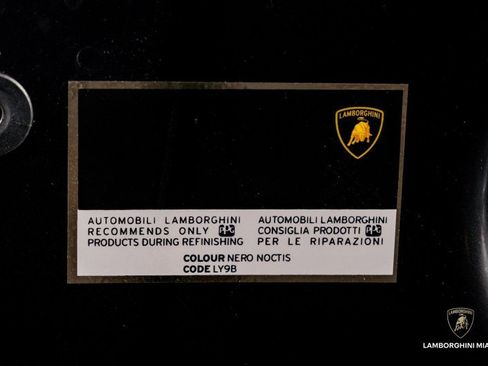 LAMBORGHINI
AUTOMOBILI LAMBORGHINI
RECOMMENDS ONLY PPG
PRODUCTS DURING REFINISHING
AUTOMOBILI LAMBORGHINI
CONSIGLIA PRODOTTI PPG
PER LE RIPARAZIONI
COLOUR NERO NOCTIS
CODE LY9B
LAMBORGHINI MIA